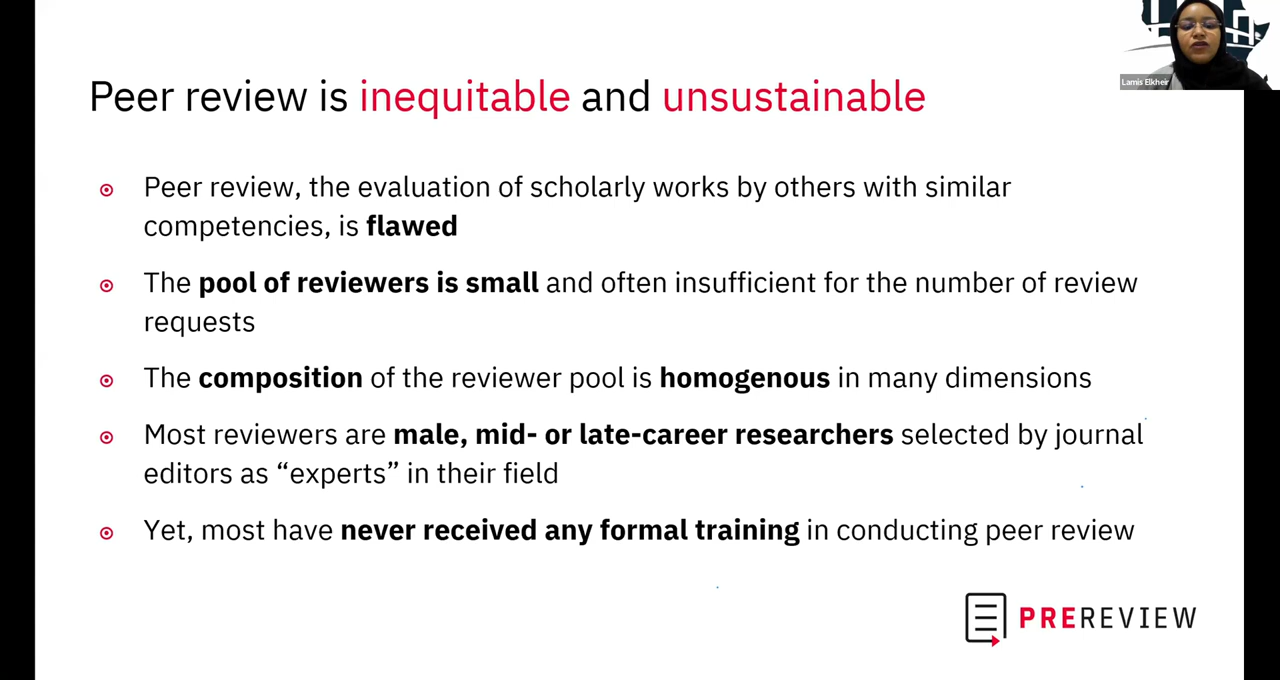 Lamis Elkheir
Peer review is inequitable and unsustainable
Peer review, the evaluation of scholarly works by others with similar
competencies, is flawed
The pool of reviewers is small and often insufficient for the number of review
requests
The composition of the reviewer pool is homogenous in many dimensions
Most reviewers are male, mid- or late-career researchers selected by journal
editors as “experts” in their field
Yet, most have never received any formal training in conducting peer review
PREREVIEW